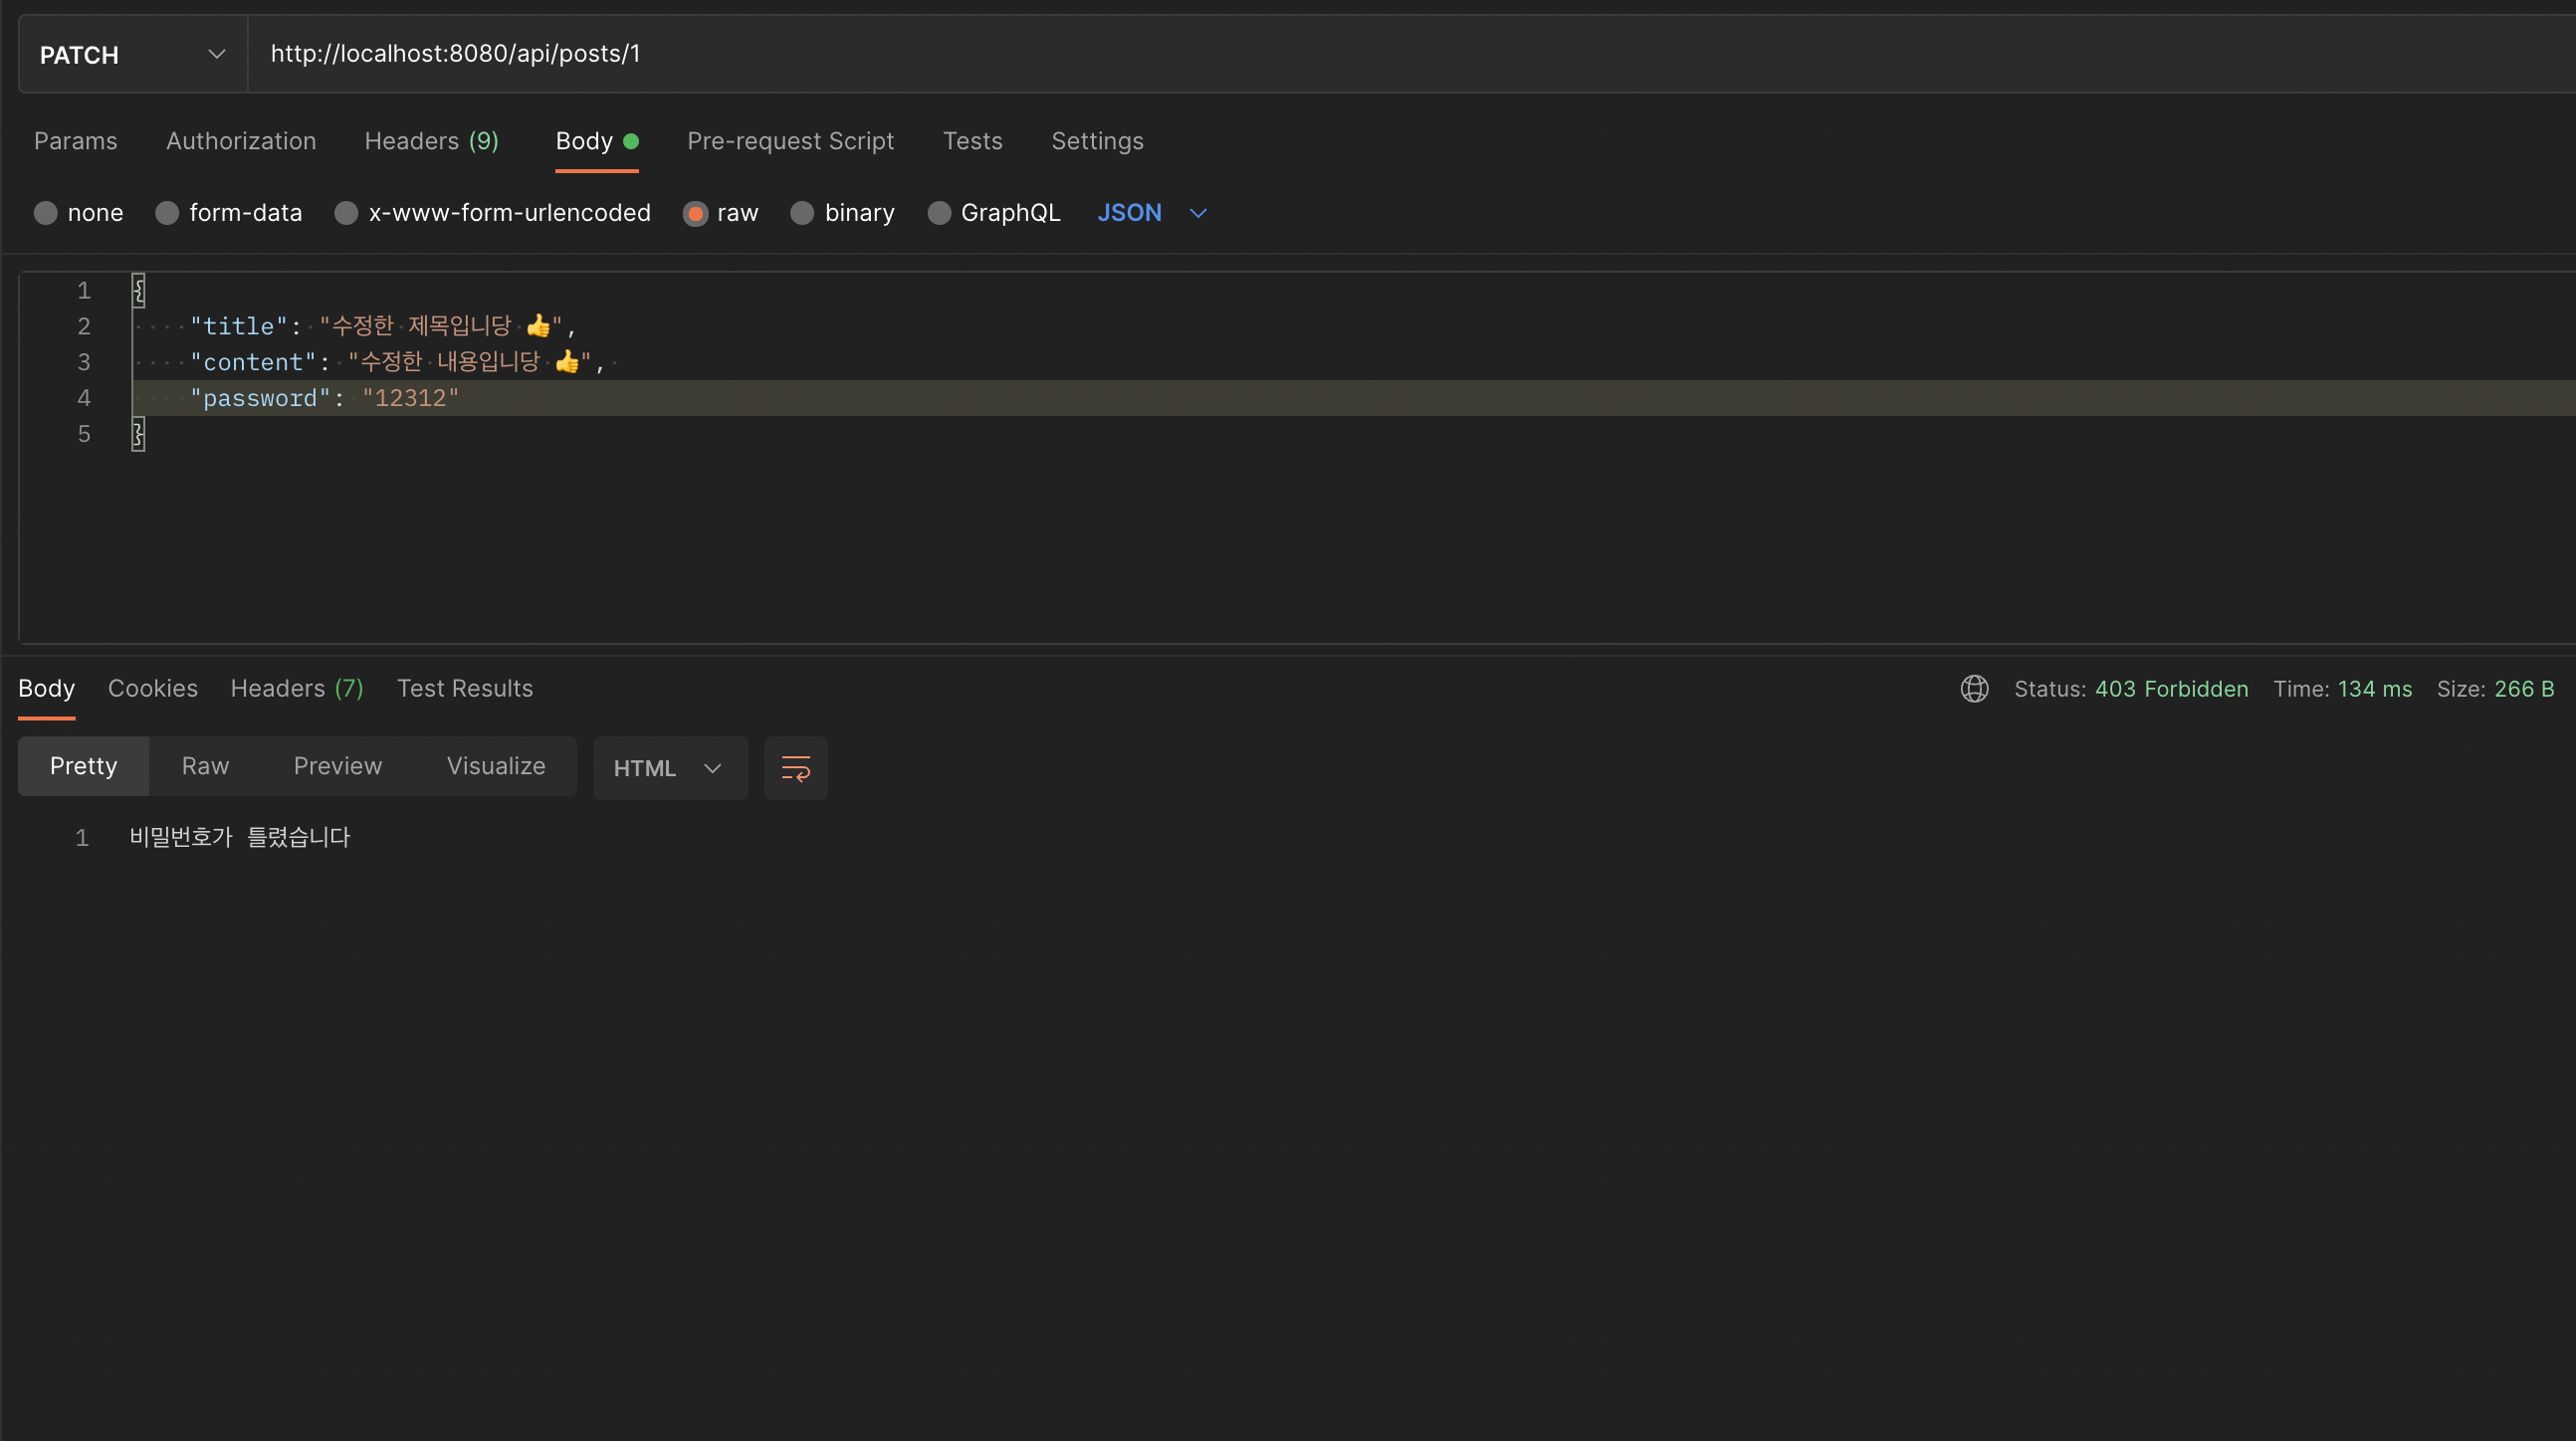 PATCH http://localhost:8080/api/posts/1
Params Authorization Headers (9) Body Pre-request Script Tests Settings
none form-data x-www-form-urlencoded raw binary GraphQL JSON
1 {
2 "title": "수정한 제목입니당 👍",
3 "content": "수정한 내용입니당 👍",
4 "password": "12312"
5 }
Body Cookies Headers (7) Test Results Status: 403 Forbidden Time: 134 ms Size: 266 B
Pretty Raw Preview Visualize HTML
1 비밀번호가 틀렸습니다